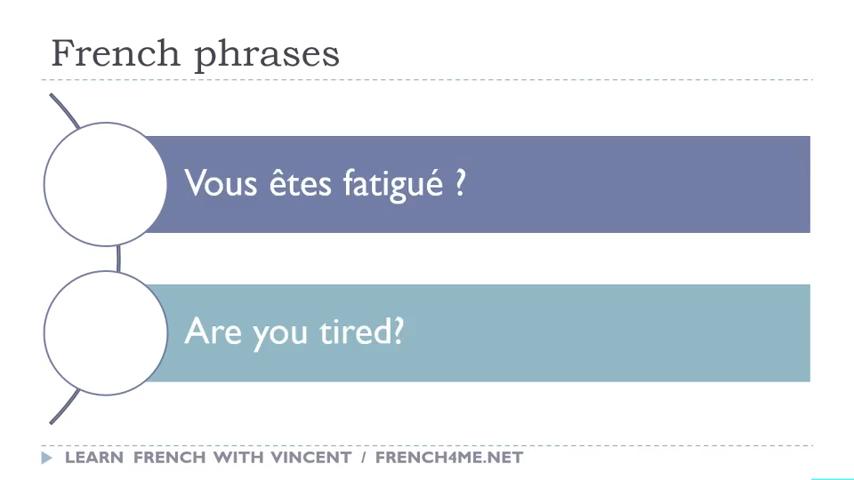 French phrases
Vous êtes fatigué ?
Are you tired?
LEARN FRENCH WITH VINCENT / FRENCH4ME.NET